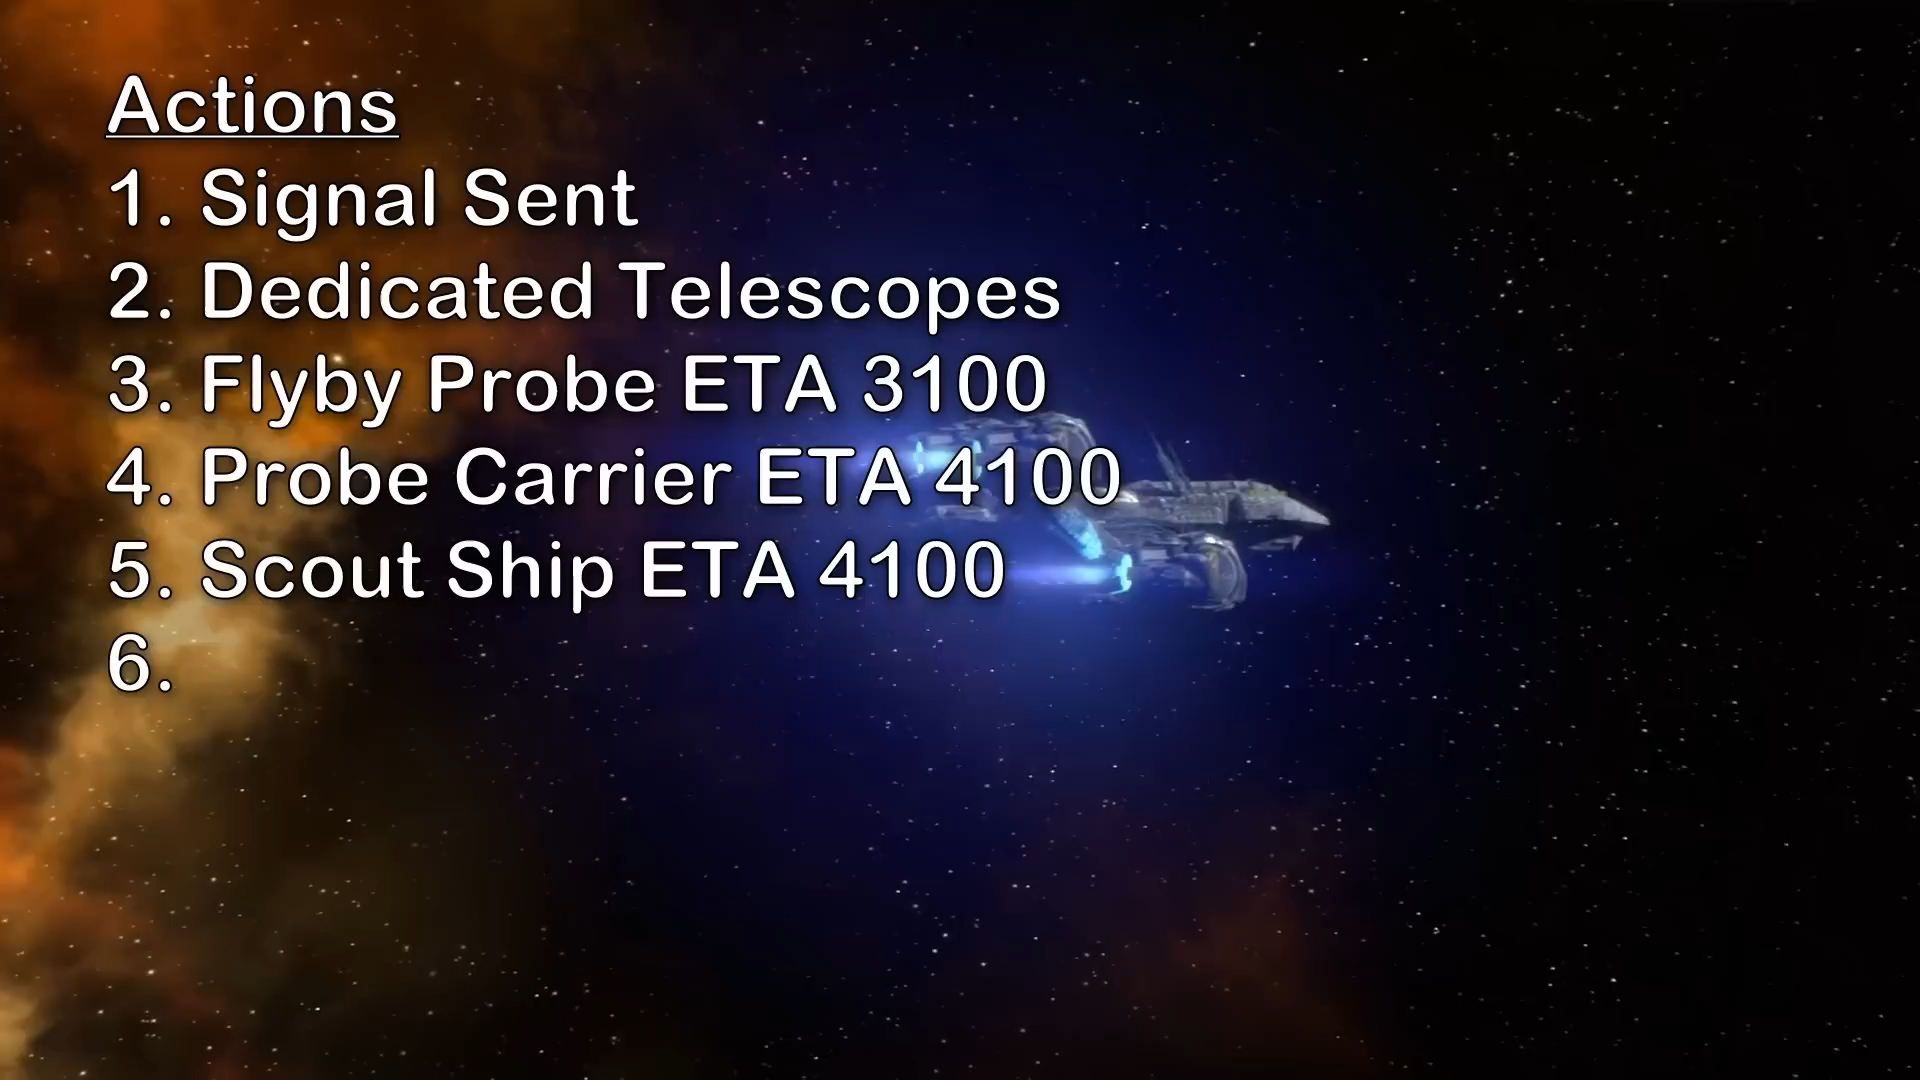 Actions
1. Signal Sent
2. Dedicated Telescopes
3. Flyby Probe ETA 3100
4. Probe Carrier ETA 4100
5. Scout Ship ETA 4100
6.